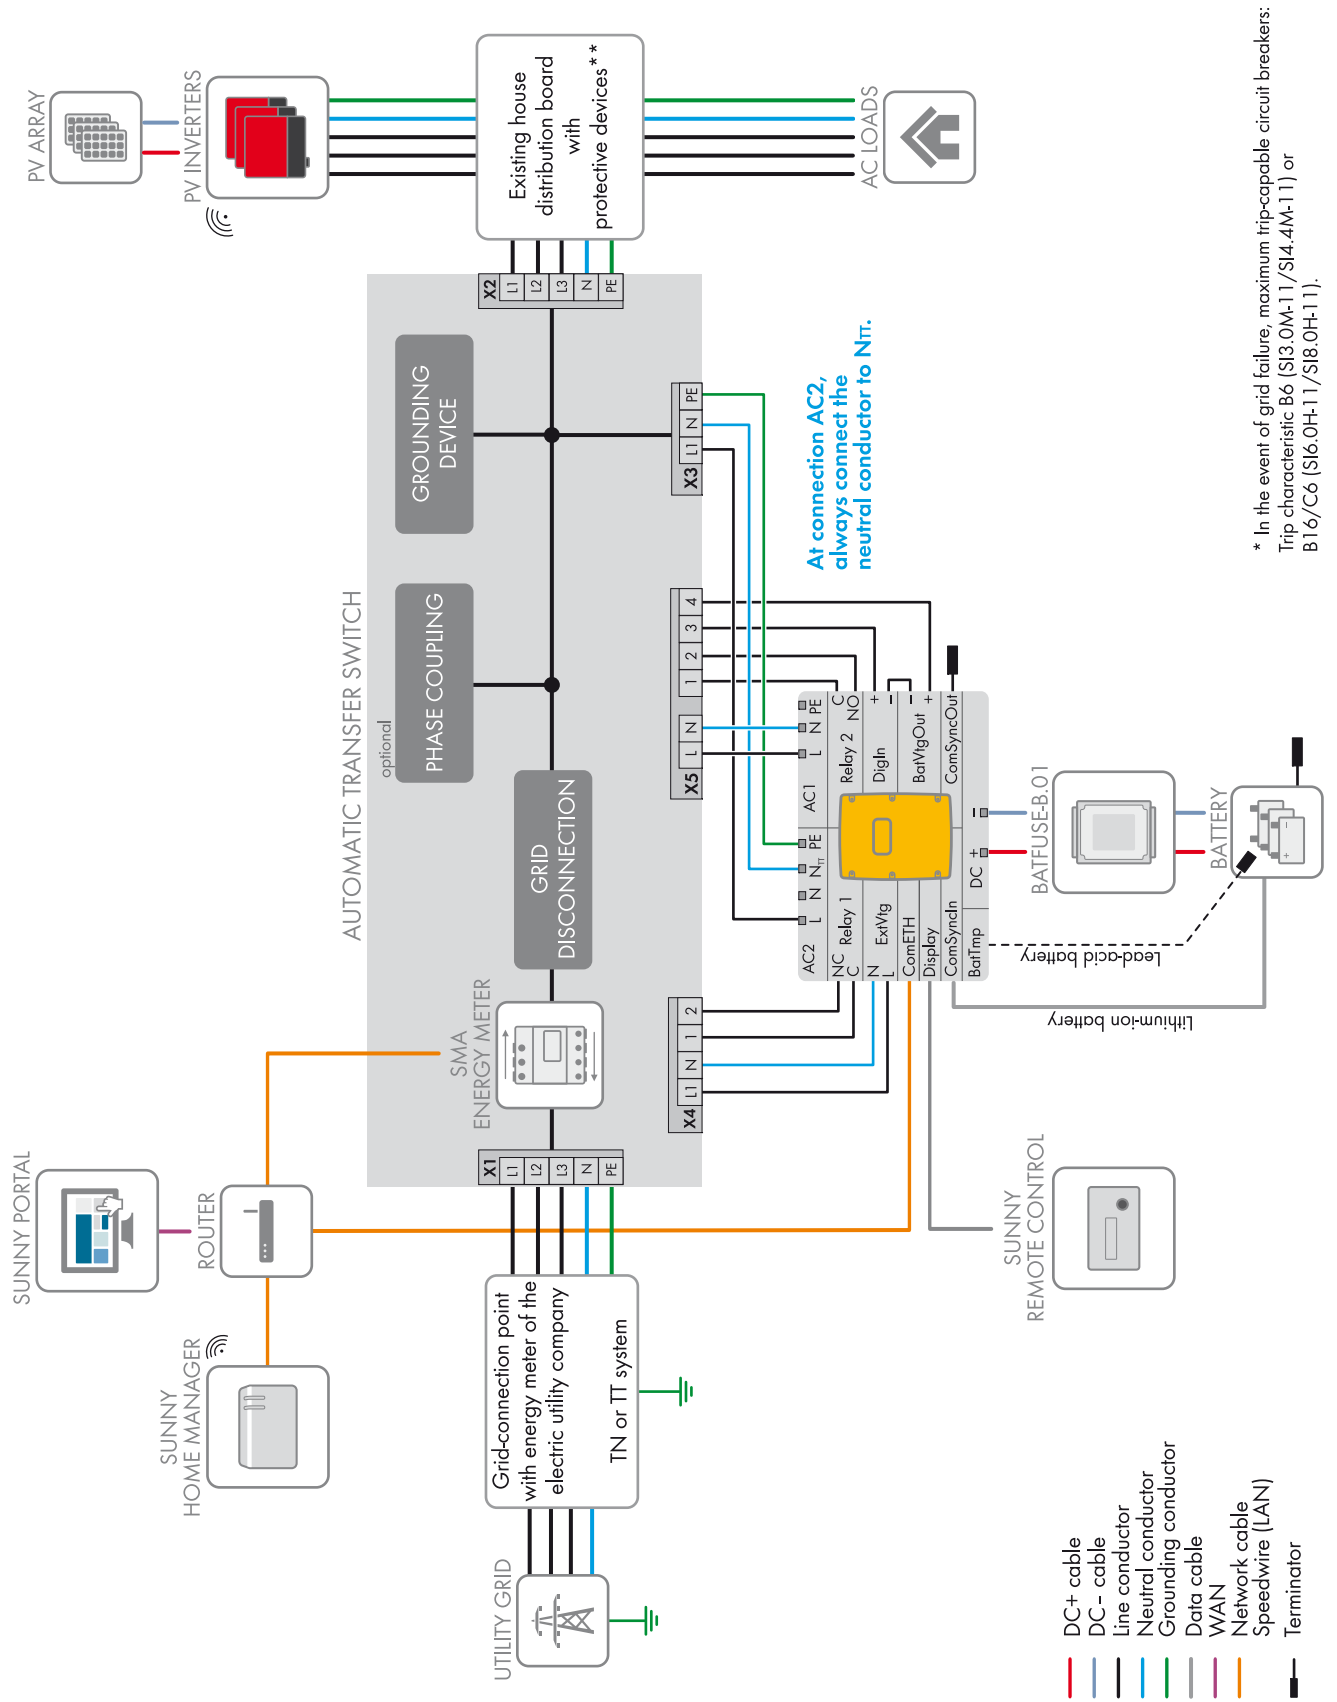 SUNNY PORTAL
SUNNY
HOME MANAGER
ROUTER
PV ARRAY
PV INVERTERS
AUTOMATIC TRANSFER SWITCH
optional
PHASE COUPLING
GROUNDING
DEVICE
SMA
ENERGY METER
GRID
DISCONNECTION
UTILITY GRID
Grid-connection point
with energy meter of the
electric utility company
TN or TT system
X1
L1
L2
L3
N
PE
X2
L1
L2
L3
N
PE
Existing house
distribution board
with
protective devices**
AC LOADS
X4
L1
N
1
2
X5
L
N
1
2
3
4
X3
L1
N
PE
At connection AC2,
always connect the
neutral conductor to NTT.
AC2
L
N
NTT
PE
AC1
L
N
PE
NC
C
Relay 1
Relay 2
C
NO
N
L
ExtVtg
DigIn
+
−
ComETH
BatVtgOut
−
+
Display
ComSyncIn
ComSyncOut
BatTmp
DC
+
−
Lead-acid battery
Lithium-ion battery
SUNNY
REMOTE CONTROL
BATFUSE-B.01
BATTERY
+
−
DC+ cable
DC− cable
Line conductor
Neutral conductor
Grounding conductor
Data cable
WAN
Network cable
Speedwire (LAN)
Terminator
* In the event of grid failure, maximum trip-capable circuit breakers:
Trip characteristic B6 (SI3.0M-11/SI4.4M-11) or
B16/C6 (SI6.0H-11/SI8.0H-11).